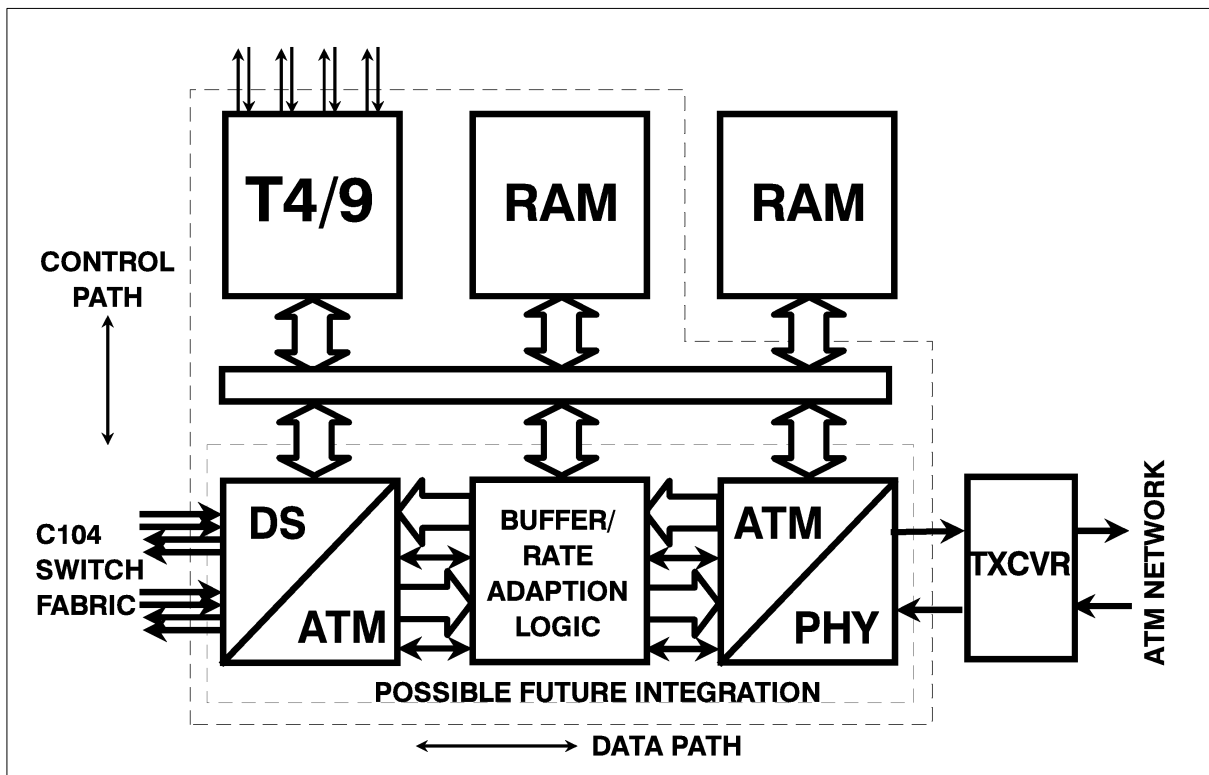 T4/9
RAM
RAM
CONTROL
PATH
DS
ATM
BUFFER/
RATE
ADAPTION
LOGIC
ATM
PHY
C104
SWITCH
FABRIC
TXCVR
ATM NETWORK
POSSIBLE FUTURE INTEGRATION
DATA PATH